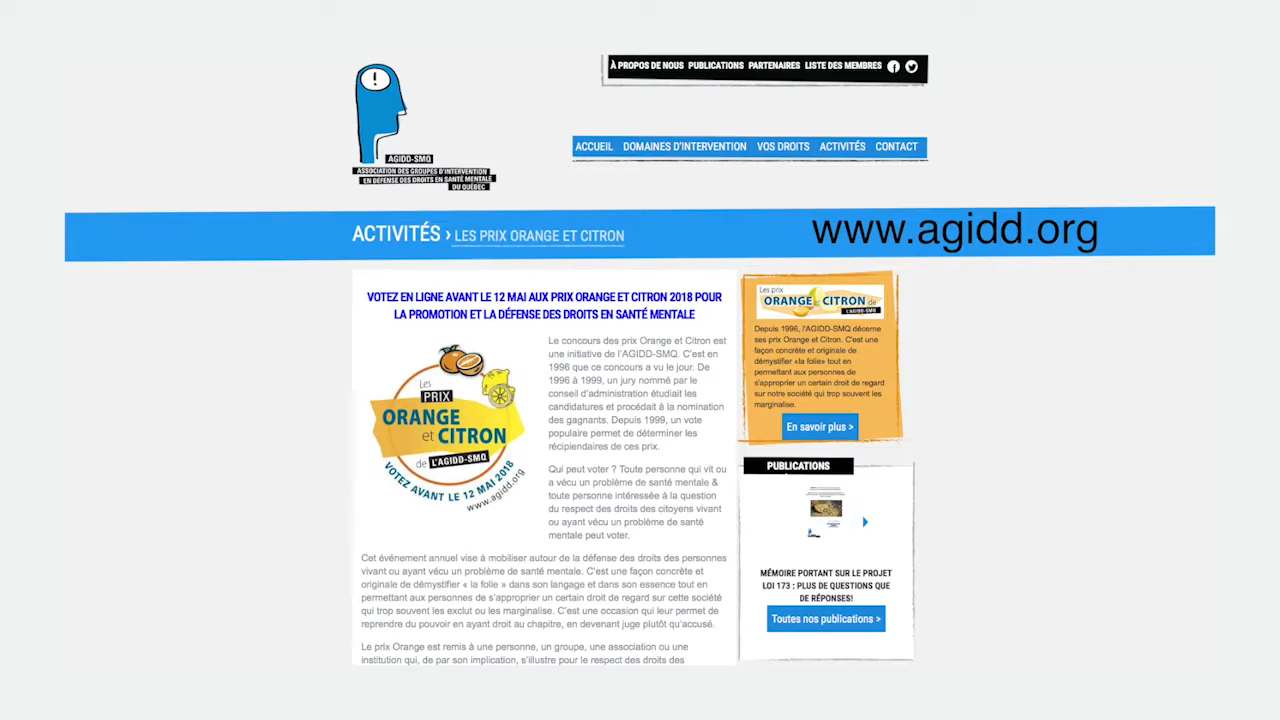 À PROPOS DE NOUS PUBLICATIONS PARTENAIRES LISTE DES MEMBRES
!
AGIDD-SMQ
ASSOCIATION DES GROUPES D'INTERVENTION
EN DÉFENSE DES DROITS EN SANTÉ MENTALE
DU QUÉBEC
ACCUEIL DOMAINES D'INTERVENTION VOS DROITS ACTIVITÉS CONTACT
ACTIVITÉS › LES PRIX ORANGE ET CITRON
www.agidd.org
VOTEZ EN LIGNE AVANT LE 12 MAI AUX PRIX ORANGE ET CITRON 2018 POUR
LA PROMOTION ET LA DÉFENSE DES DROITS EN SANTÉ MENTALE
Les
PRIX
ORANGE
et CITRON
de L'AGIDD-SMQ
VOTEZ AVANT LE 12 MAI 2018
www.agidd.org
Le concours des prix Orange et Citron est
une initiative de l'AGIDD-SMQ. C'est en
1996 que ce concours a vu le jour. De
1996 à 1999, un jury nommé par le
conseil d'administration étudiait les
candidatures et procédait à la nomination
des gagnants. Depuis 1999, un vote
populaire permet de déterminer les
récipiendaires de ces prix.
Qui peut voter ? Toute personne qui vit ou
a vécu un problème de santé mentale &
toute personne intéressée à la question
du respect des droits des citoyens vivant
ou ayant vécu un problème de santé
mentale peut voter.
Cet événement annuel vise à mobiliser autour de la défense des droits des personnes
vivant ou ayant vécu un problème de santé mentale. C'est une façon concrète et
originale de démystifier « la folie » dans son langage et dans son essence tout en
permettant aux personnes de s'approprier un certain droit de regard sur cette société
qui trop souvent les exclut ou les marginalise. C'est une occasion qui leur permet de
reprendre du pouvoir en ayant droit au chapitre, en devenant juge plutôt qu'accusé.
Le prix Orange est remis à une personne, un groupe, une association ou une
institution qui, de par son implication, s'illustre pour le respect des droits des
Les prix
ORANGE et CITRON de
L'AGIDD-SMQ
Depuis 1996, l'AGIDD-SMQ décerne
ses prix Orange et Citron. C'est une
façon concrète et originale de
démystifier «la folie» tout en
permettant aux personnes de
s'approprier un certain droit de regard
sur notre société qui trop souvent les
marginalise.
En savoir plus >
PUBLICATIONS
MÉMOIRE PORTANT SUR LE PROJET
LOI 173 : PLUS DE QUESTIONS QUE
DE RÉPONSES!
Toutes nos publications >